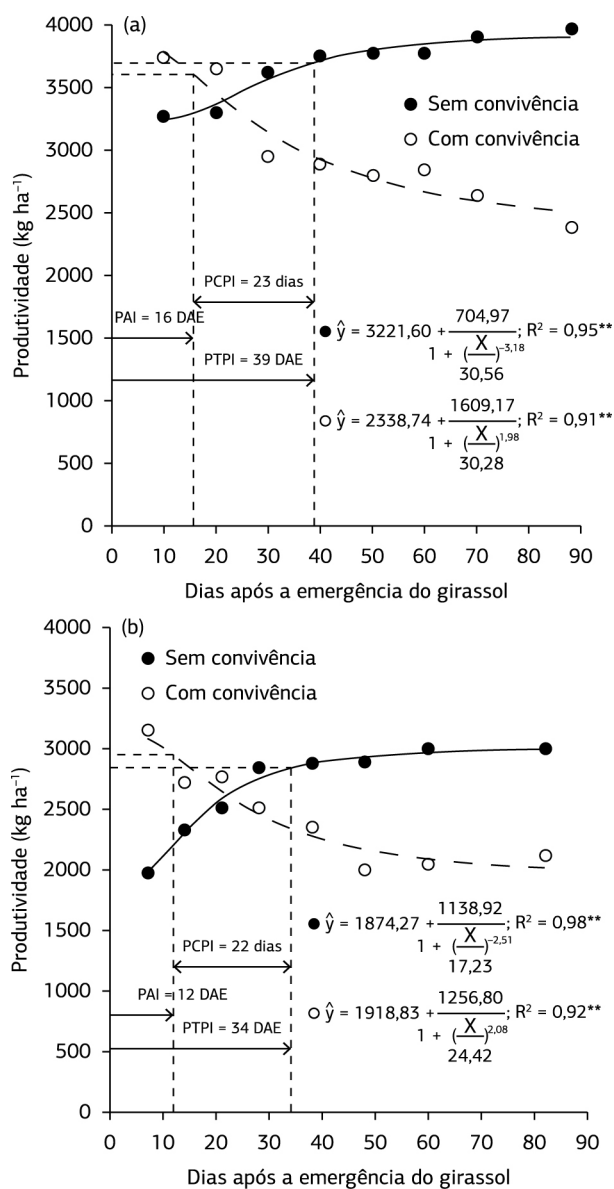 (a)
4000
3500
3000
2500
2000
1500
1000
500
0
Produtividade (kg ha⁻¹)
Sem convivência
Com convivência
PCPI = 23 dias
PAI = 16 DAE
PTPI = 39 DAE
ŷ = 3221,60 + 704,97 / 1 + (X / 30,56)^–3,18; R² = 0,95**
ŷ = 2338,74 + 1609,17 / 1 + (X / 30,28)^1,98; R² = 0,91**
0 10 20 30 40 50 60 70 80 90
Dias após a emergência do girassol
(b)
4000
3500
3000
2500
2000
1500
1000
500
0
Produtividade (kg ha⁻¹)
Sem convivência
Com convivência
PCPI = 22 dias
PAI = 12 DAE
PTPI = 34 DAE
ŷ = 1874,27 + 1138,92 / 1 + (X / 17,23)^–2,51; R² = 0,98**
ŷ = 1918,83 + 1256,80 / 1 + (X / 24,42)^2,08; R² = 0,92**
0 10 20 30 40 50 60 70 80 90
Dias após a emergência do girassol